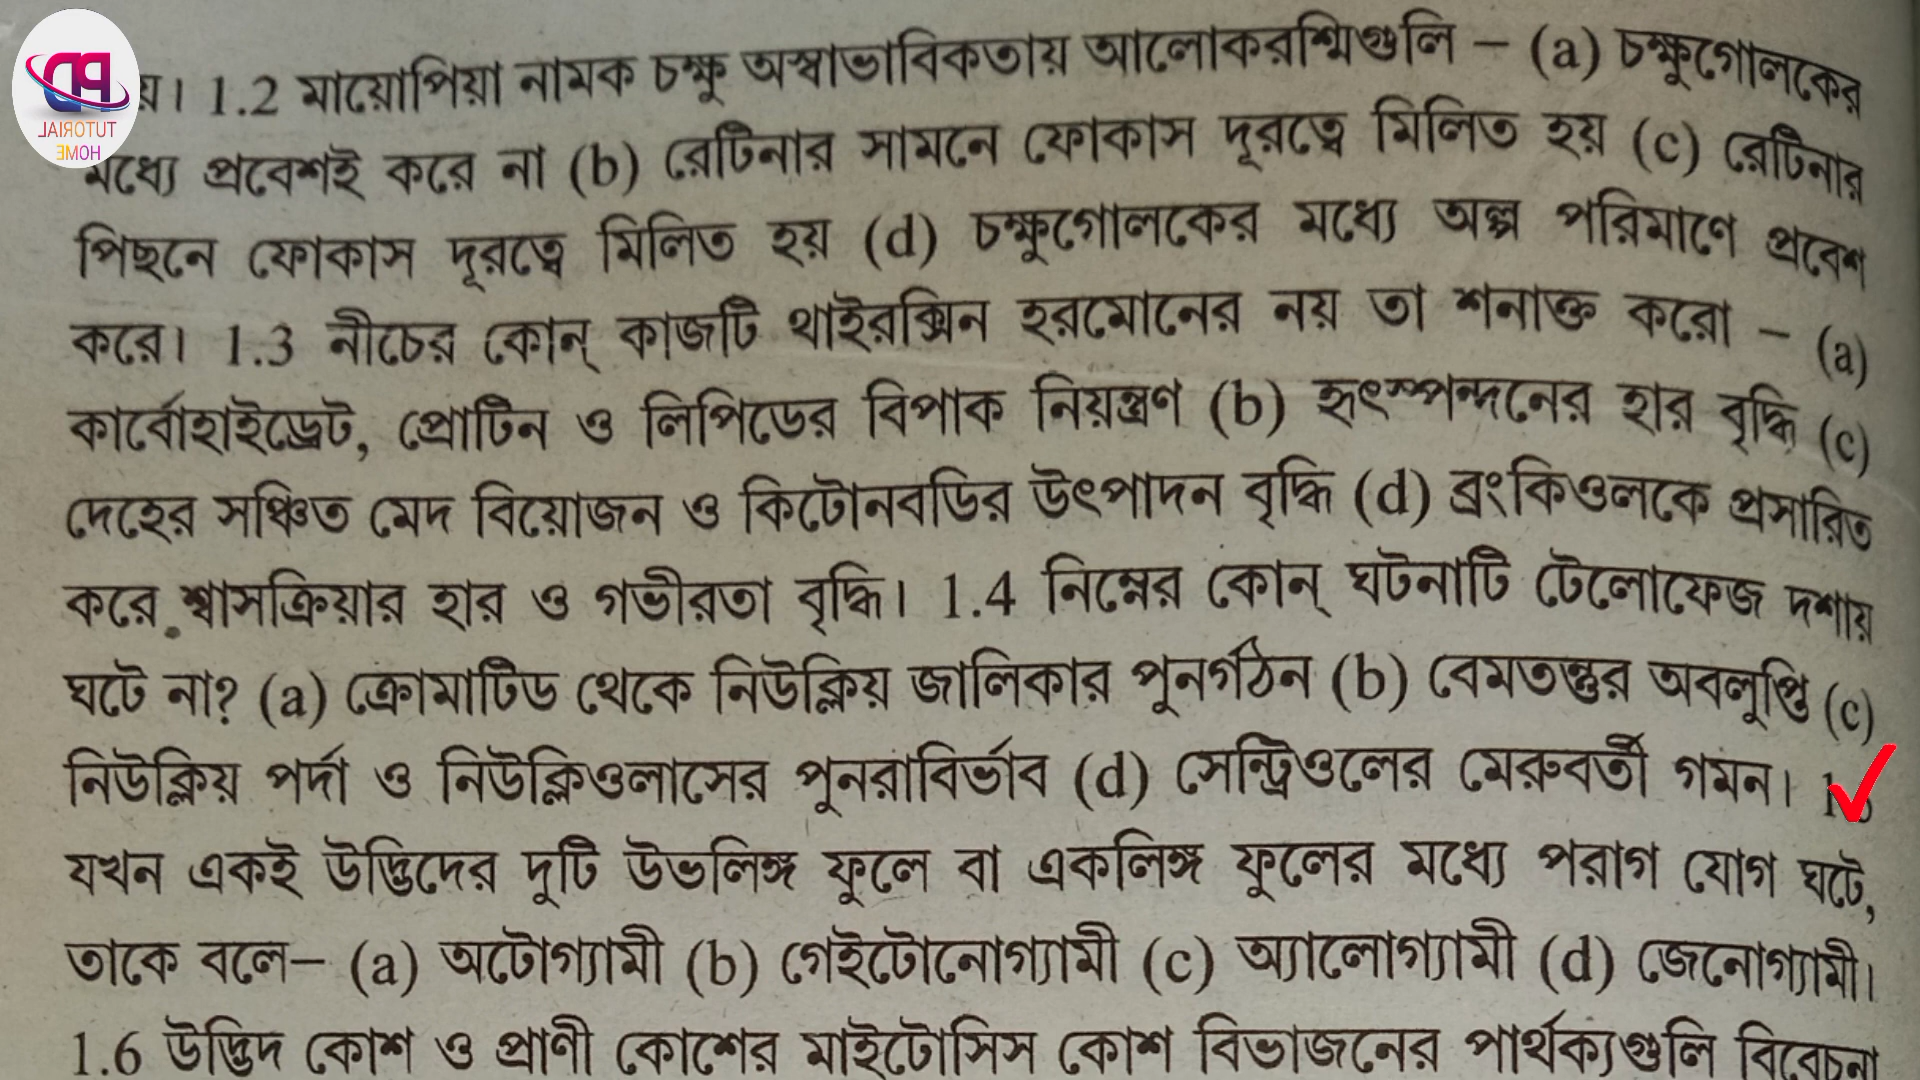 য়। 1.2 মায়োপিয়া নামক চক্ষু অস্বাভাবিকতায় আলোকরশ্মিগুলি – (a) চক্ষুগোলকের
মধ্যে প্রবেশই করে না (b) রেটিনার সামনে ফোকাস দূরত্বে মিলিত হয় (c) রেটিনার
পিছনে ফোকাস দূরত্বে মিলিত হয় (d) চক্ষুগোলকের মধ্যে অল্প পরিমাণে প্রবেশ
করে। 1.3 নীচের কোন্ কাজটি থাইরক্সিন হরমোনের নয় তা শনাক্ত করো – (a)
কার্বোহাইড্রেট, প্রোটিন ও লিপিডের বিপাক নিয়ন্ত্রণ (b) হৃৎস্পন্দনের হার বৃদ্ধি (c)
দেহের সঞ্চিত মেদ বিয়োজন ও কিটোনবডির উৎপাদন বৃদ্ধি (d) ব্রংকিওলকে প্রসারিত
করে শ্বাসক্রিয়ার হার ও গভীরতা বৃদ্ধি। 1.4 নিম্নের কোন্ ঘটনাটি টেলোফেজ দশায়
ঘটে না? (a) ক্রোমাটিড থেকে নিউক্লিয় জালিকার পুনর্গঠন (b) বেমতন্তুর অবলুপ্তি (c)
নিউক্লিয় পর্দা ও নিউক্লিওলাসের পুনরাবির্ভাব (d) সেন্ট্রিওলের মেরুবর্তী গমন।
যখন একই উদ্ভিদের দুটি উভলিঙ্গ ফুলে বা একলিঙ্গ ফুলের মধ্যে পরাগ যোগ ঘটে,
তাকে বলে– (a) অটোগ্যামী (b) গেইটোনোগ্যামী (c) অ্যালোগ্যামী (d) জেনোগ্যামী।
1.6 উদ্ভিদ কোশ ও প্রাণী কোশের মাইটোসিস কোশ বিভাজনের পার্থক্যগুলি বিবেচনা
PD
TUTORIAL
HOME